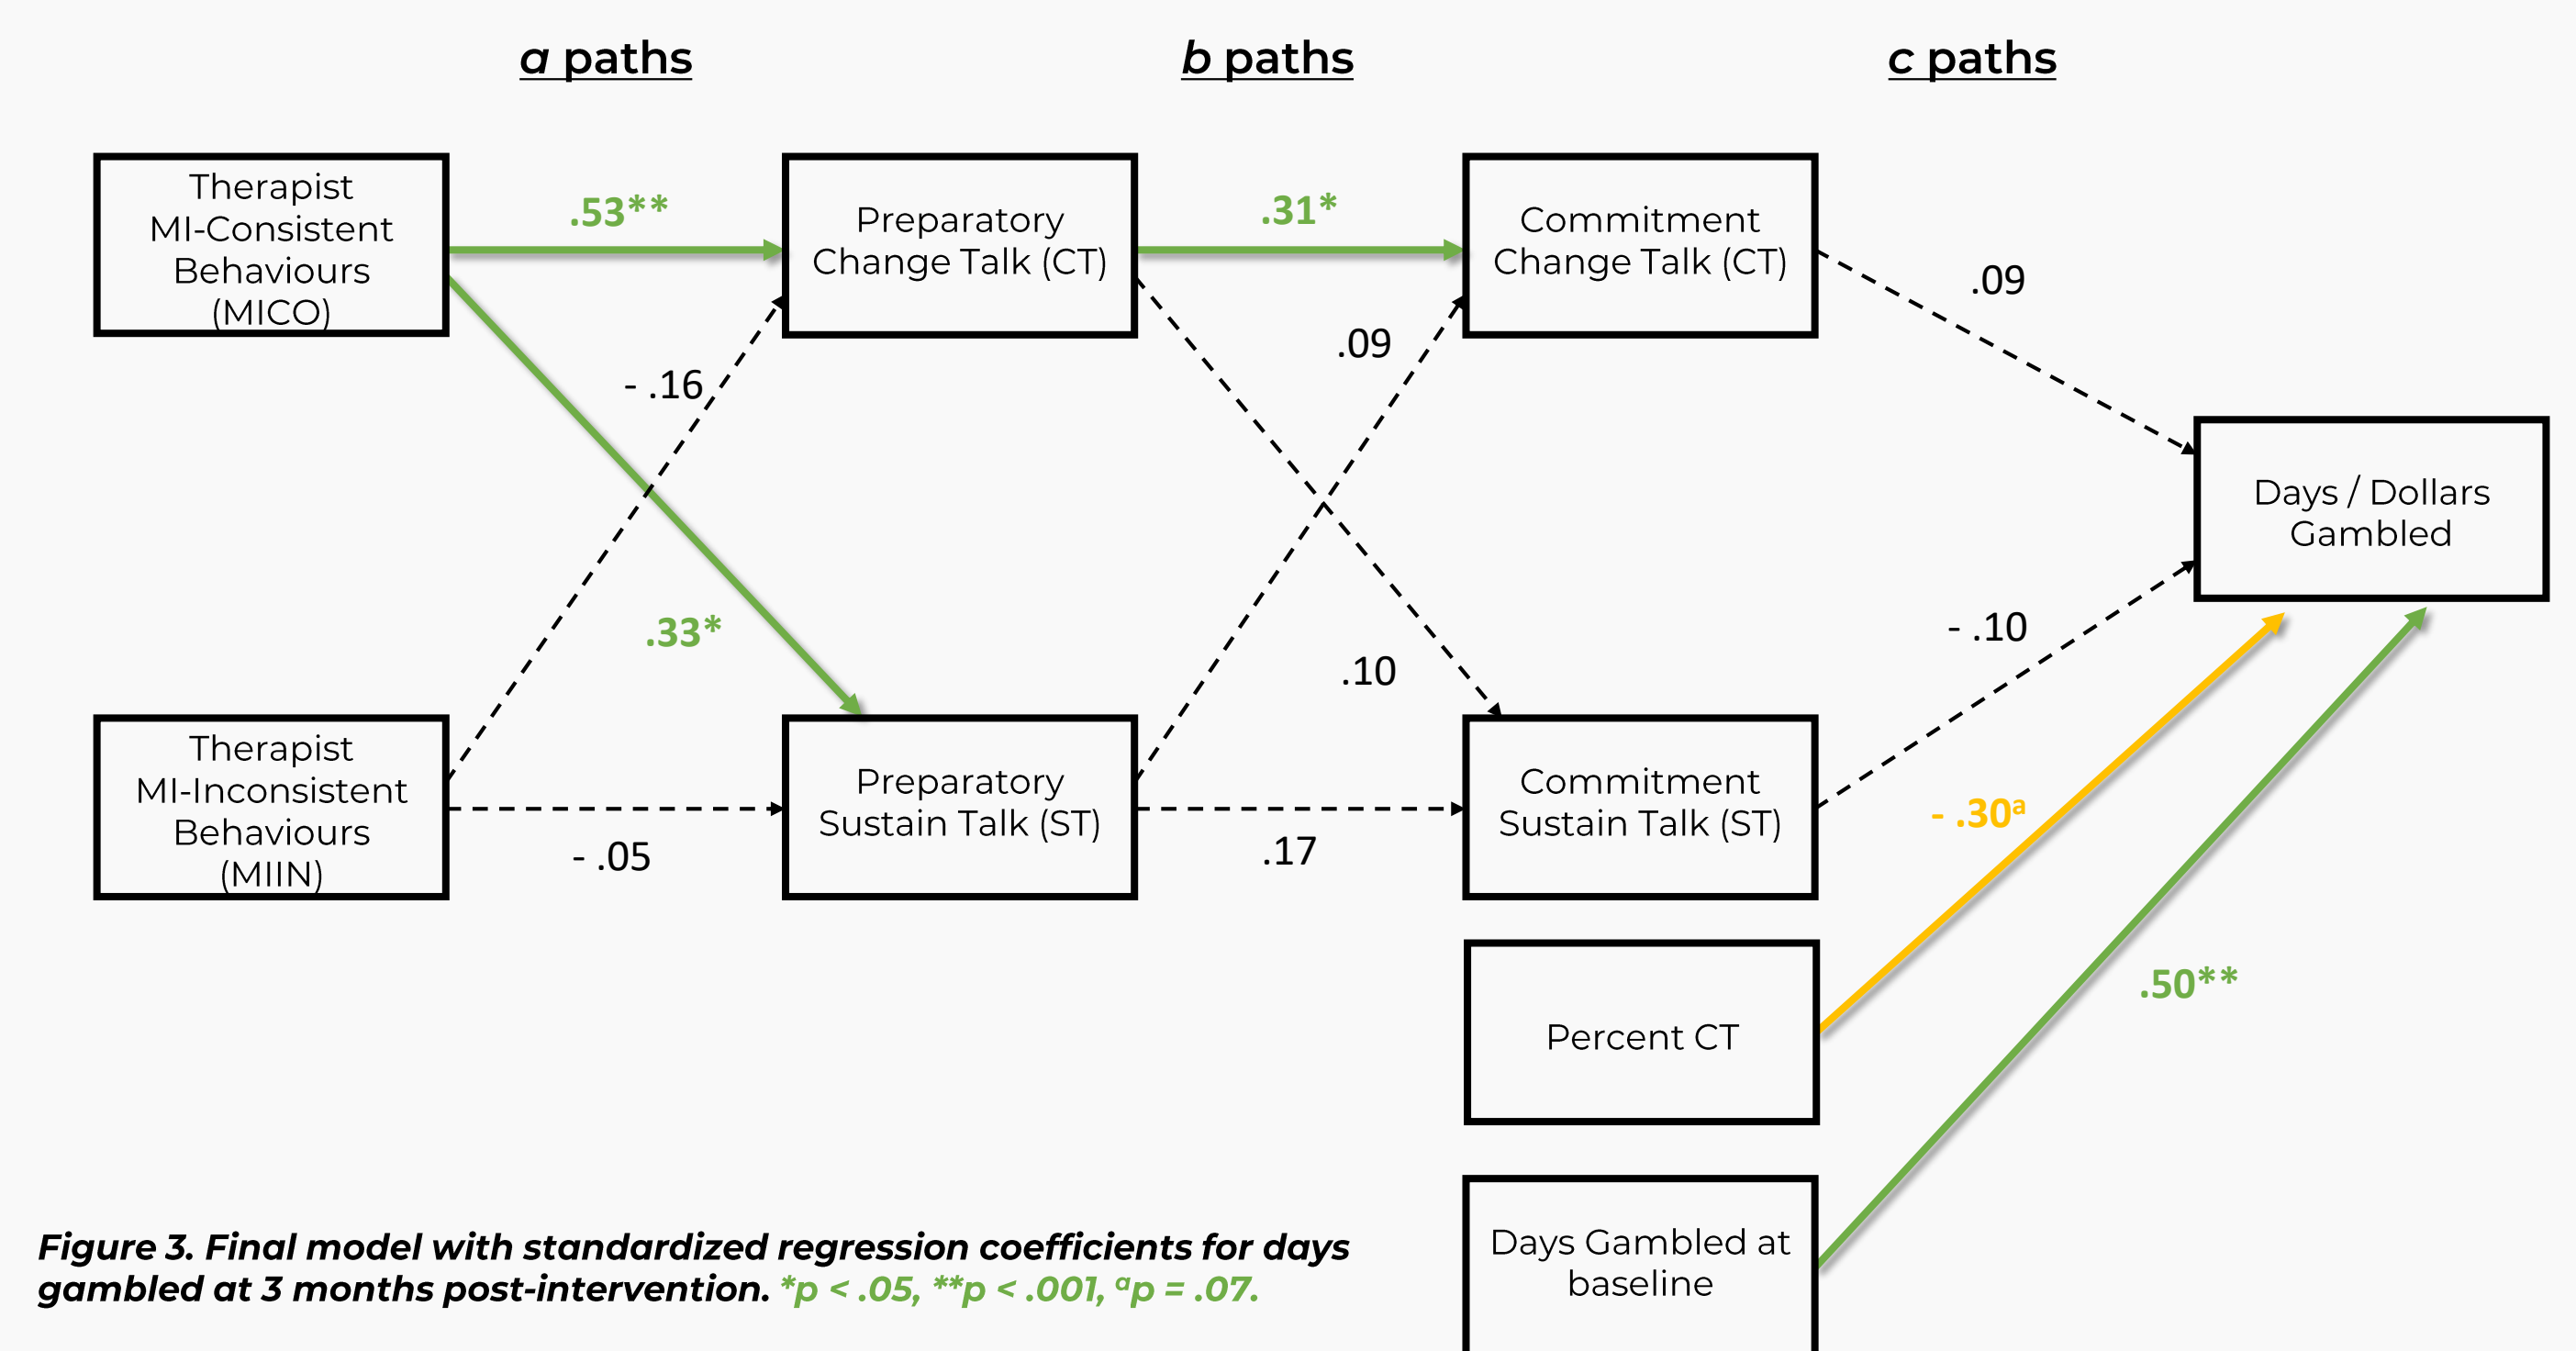 a paths
b paths
c paths
Therapist
MI-Consistent
Behaviours
(MICO)
.53**
Preparatory
Change Talk (CT)
.31*
Commitment
Change Talk (CT)
.09
- .16
.09
.33*
.10
Days / Dollars
Gambled
- .10
Therapist
MI-Inconsistent
Behaviours
(MIIN)
- .05
Preparatory
Sustain Talk (ST)
.17
Commitment
Sustain Talk (ST)
- .30ᵃ
.50**
Percent CT
Days Gambled at
baseline
Figure 3. Final model with standardized regression coefficients for days
gambled at 3 months post-intervention. *p < .05, **p < .001, ᵃp = .07.